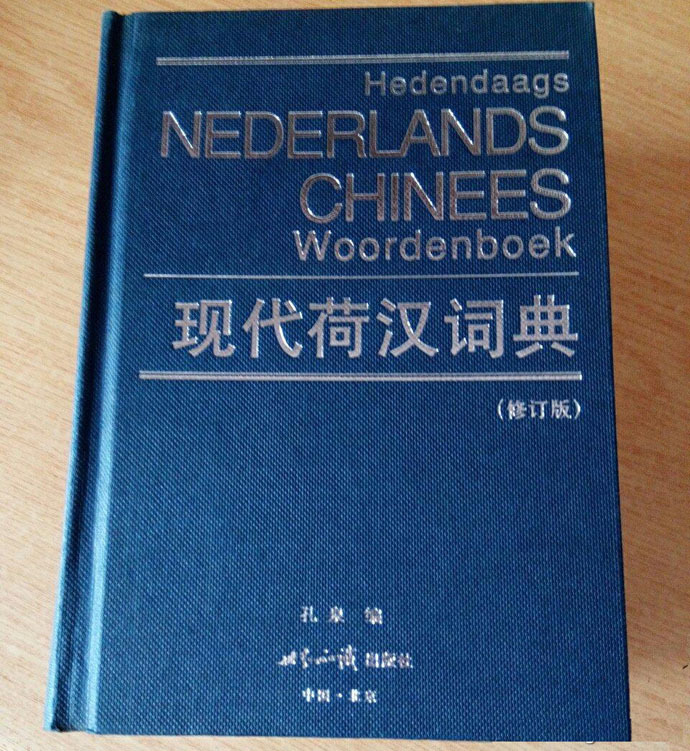 Hedendaags
NEDERLANDS
CHINEES
Woordenboek
现代荷汉词典
(修订版)
孔泉 编
世界知识出版社
中国·北京